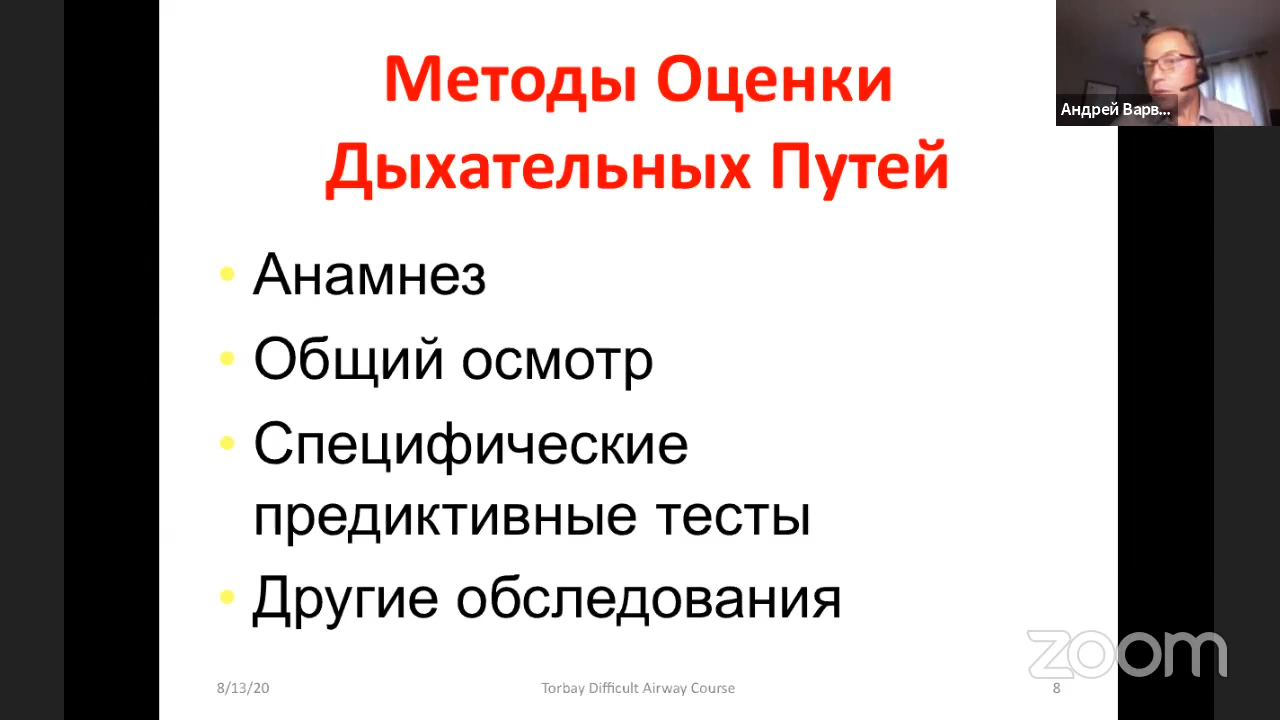 Методы Оценки
Дыхательных Путей
Андрей Варв...
• Анамнез
• Общий осмотр
• Специфические
предиктивные тесты
• Другие обследования
zoom
8/13/20
Torbay Difficult Airway Course
8